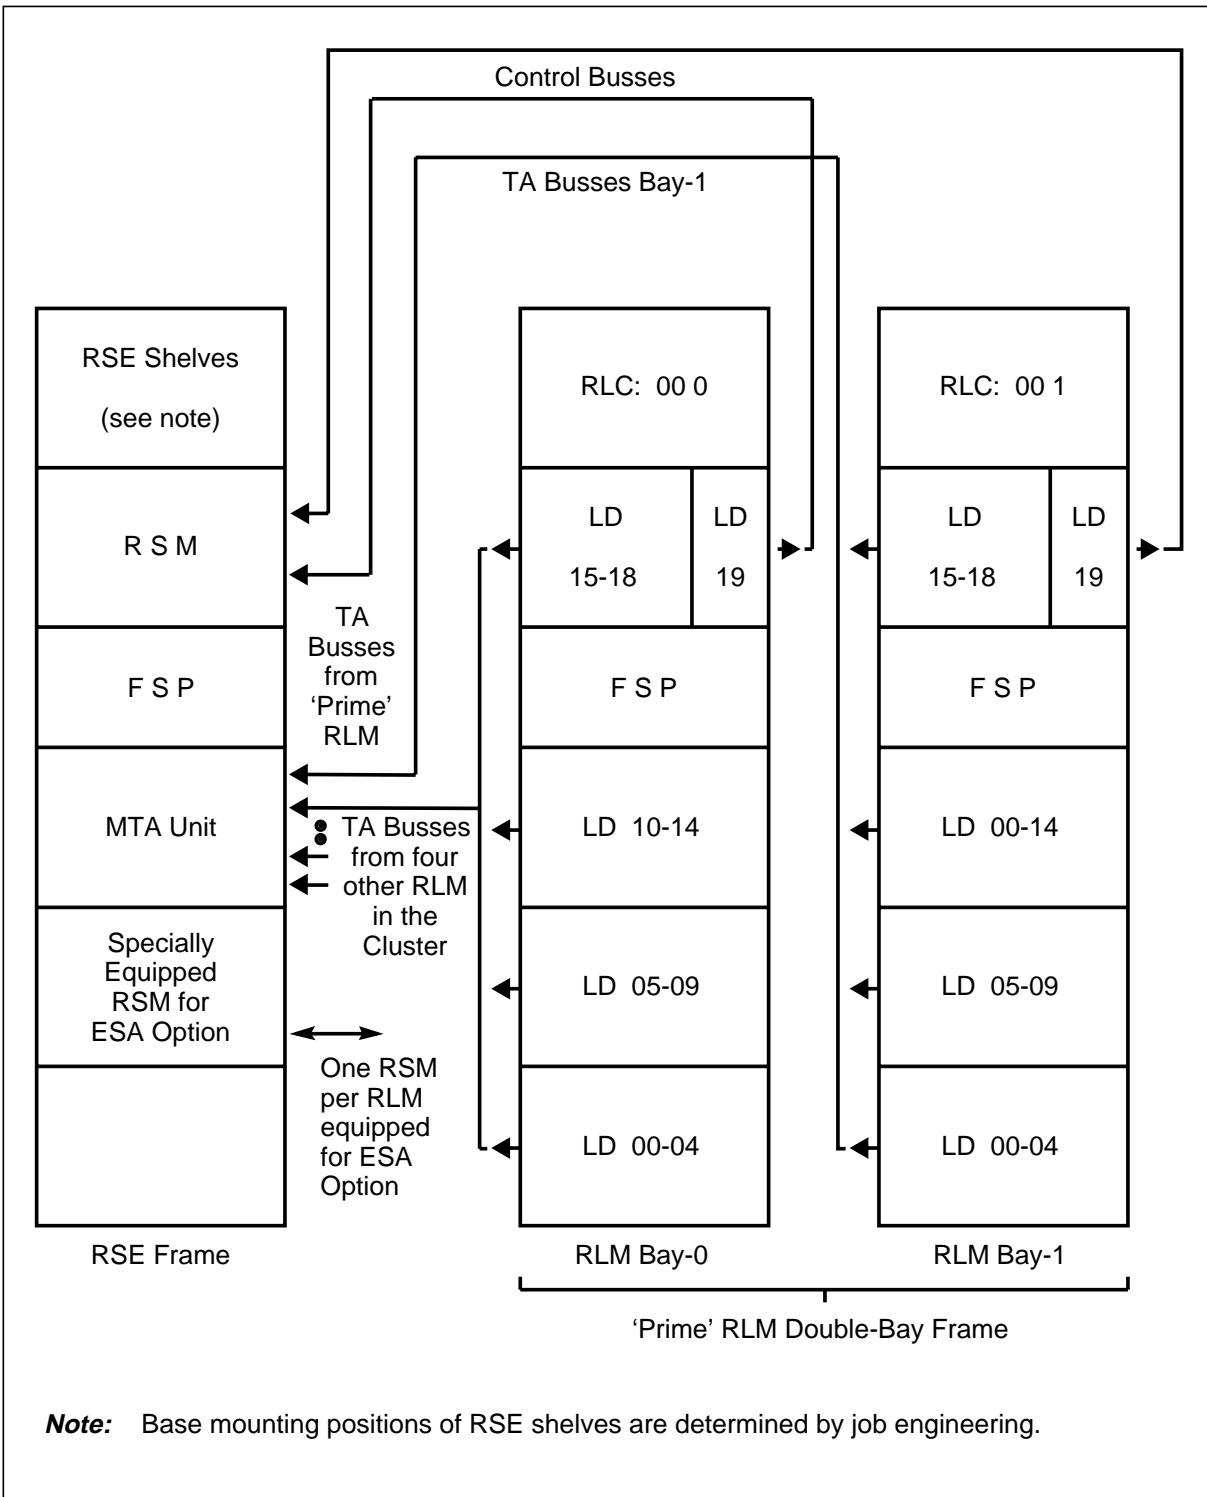 Control Busses
TA Busses Bay-1
RSE Shelves
(see note)
R S M
F S P
MTA Unit
Specially
Equipped
RSM for
ESA Option
RSE Frame
TA
Busses
from
‘Prime’
RLM
TA Busses
from four
other RLM
in the
Cluster
One RSM
per RLM
equipped
for ESA
Option
RLC: 00 0
LD
15-18
LD
19
F S P
LD 10-14
LD 05-09
LD 00-04
RLM Bay-0
RLC: 00 1
LD
15-18
LD
19
F S P
LD 00-14
LD 05-09
LD 00-04
RLM Bay-1
‘Prime’ RLM Double-Bay Frame
Note: Base mounting positions of RSE shelves are determined by job engineering.